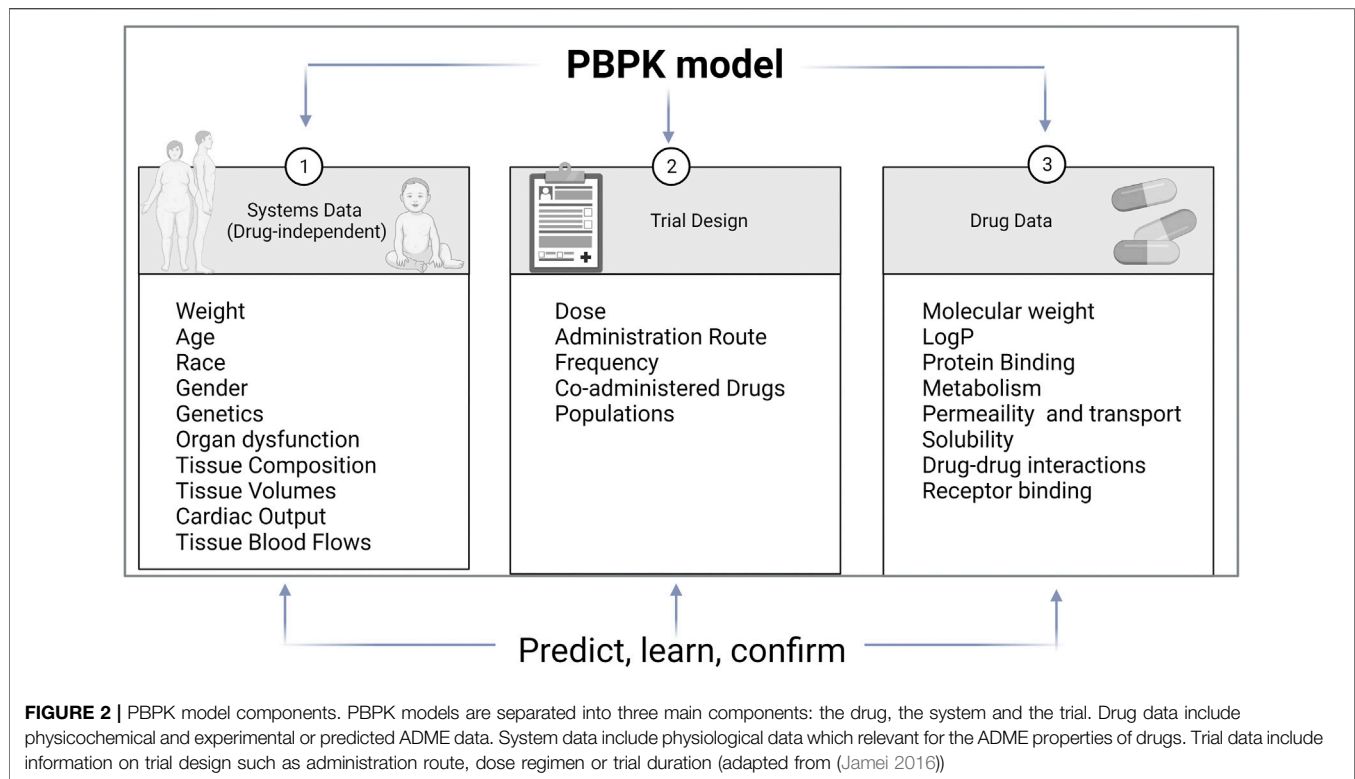 PBPK model
1
Systems Data
(Drug-independent)
Weight
Age
Race
Gender
Genetics
Organ dysfunction
Tissue Composition
Tissue Volumes
Cardiac Output
Tissue Blood Flows
2
Trial Design
Dose
Administration Route
Frequency
Co-administered Drugs
Populations
3
Drug Data
Molecular weight
LogP
Protein Binding
Metabolism
Permeaility and transport
Solubility
Drug-drug interactions
Receptor binding
Predict, learn, confirm
FIGURE 2 | PBPK model components. PBPK models are separated into three main components: the drug, the system and the trial. Drug data include
physicochemical and experimental or predicted ADME data. System data include physiological data which relevant for the ADME properties of drugs. Trial data include
information on trial design such as administration route, dose regimen or trial duration (adapted from (Jamei 2016))